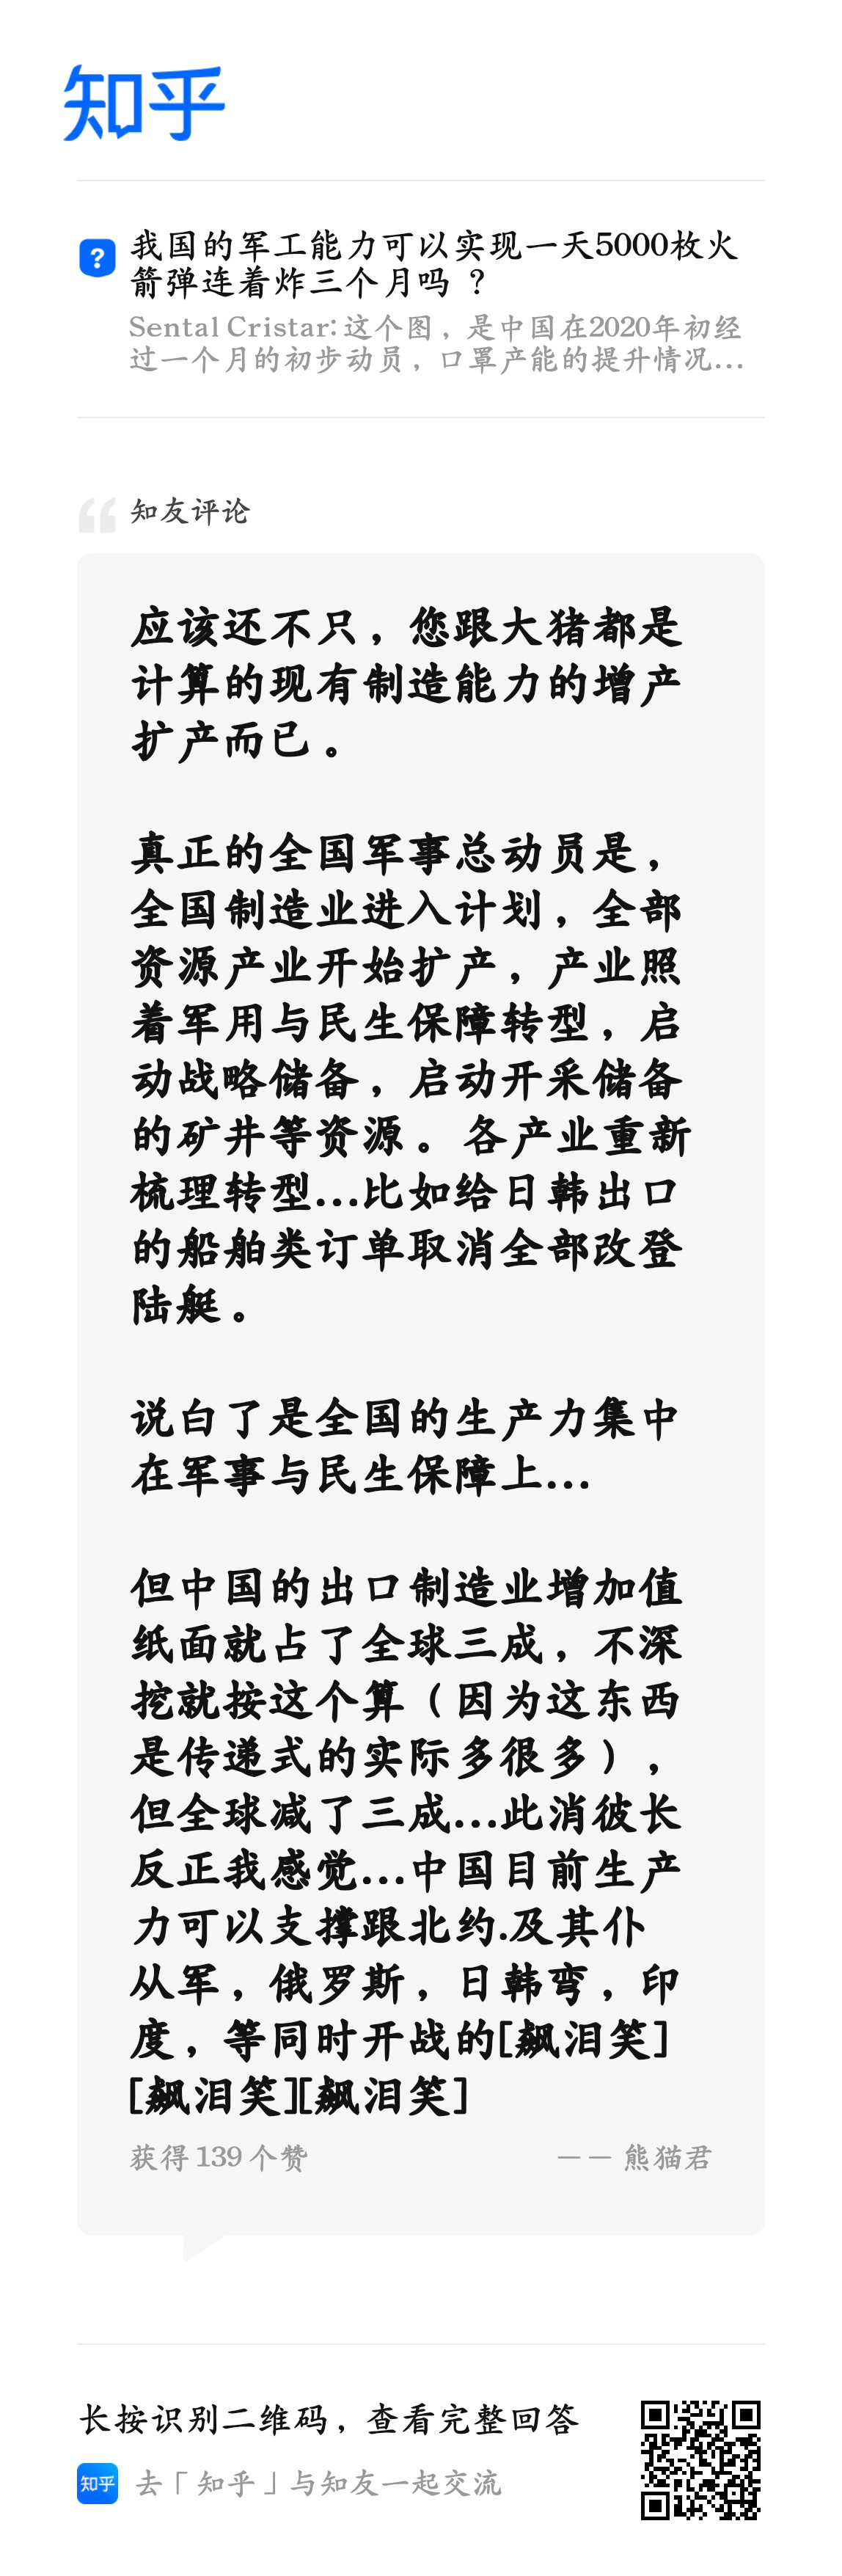 知乎
我国的军工能力可以实现一天5000枚火
箭弹连着炸三个月吗 ？
Sental Cristar: 这个图，是中国在2020年初经
过一个月的初步动员，口罩产能的提升情况...
知友评论
应该还不只，您跟大猪都是
计算的现有制造能力的增产
扩产而已。
真正的全国军事总动员是，
全国制造业进入计划，全部
资源产业开始扩产，产业照
着军用与民生保障转型，启
动战略储备，启动开采储备
的矿井等资源。各产业重新
梳理转型...比如给日韩出口
的船舶类订单取消全部改登
陆艇。
说白了是全国的生产力集中
在军事与民生保障上...
但中国的出口制造业增加值
纸面就占了全球三成，不深
挖就按这个算（因为这东西
是传递式的实际多很多），
但全球减了三成...此消彼长
反正我感觉...中国目前生产
力可以支撑跟北约.及其仆
从军，俄罗斯，日韩弯，印
度，等同时开战的[飙泪笑]
[飙泪笑][飙泪笑]
获得 139 个赞
—— 熊猫君
长按识别二维码，查看完整回答
知乎 去「知乎」与知友一起交流